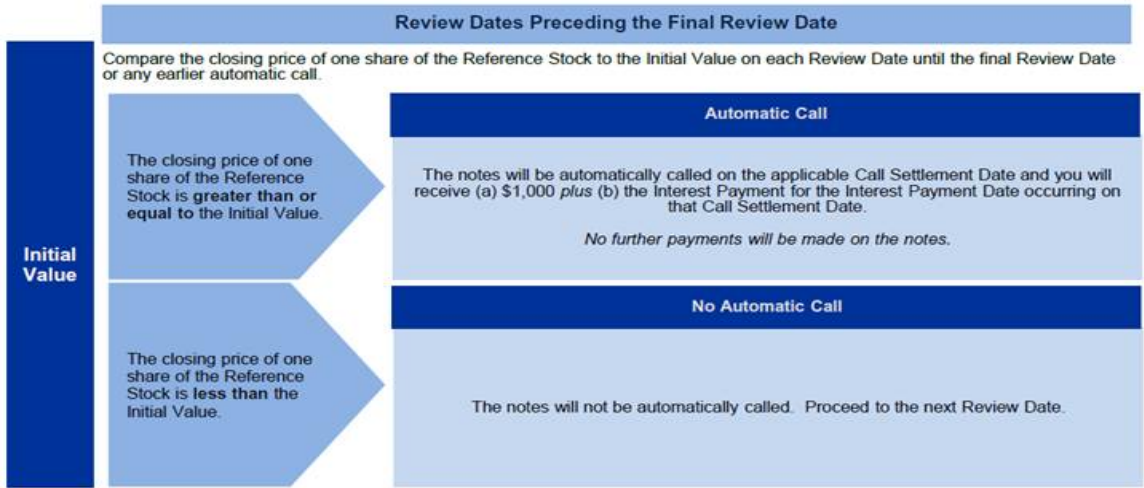 Review Dates Preceding the Final Review Date
Compare the closing price of one share of the Reference Stock to the Initial Value on each Review Date until the final Review Date
or any earlier automatic call.
Initial
Value
The closing price of one
share of the Reference
Stock is greater than or
equal to the Initial Value.
Automatic Call
The notes will be automatically called on the applicable Call Settlement Date and you will
receive (a) $1,000 plus (b) the Interest Payment for the Interest Payment Date occurring on
that Call Settlement Date.
No further payments will be made on the notes.
The closing price of one
share of the Reference
Stock is less than the
Initial Value.
No Automatic Call
The notes will not be automatically called. Proceed to the next Review Date.